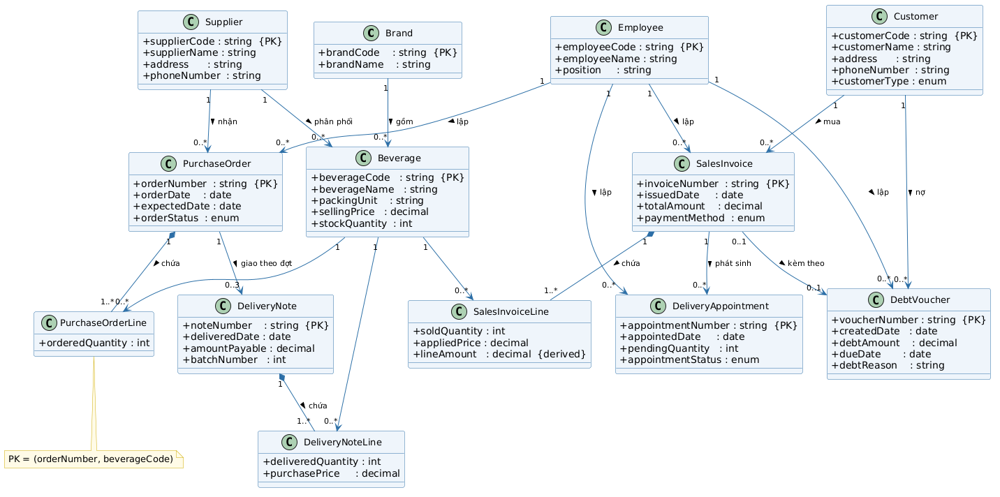 C Supplier
+supplierCode : string {PK}
+supplierName : string
+address : string
+phoneNumber : string
C Brand
+brandCode : string {PK}
+brandName : string
C Employee
+employeeCode : string {PK}
+employeeName : string
+position : string
C Customer
+customerCode : string {PK}
+customerName : string
+address : string
+phoneNumber : string
+customerType : enum
1
nhận
0..*
1
phân phối
0..*
1
gồm
0..*
1
lập
0..*
1
lập
0..*
1
lập
0..*
1
lập
0..*
1
mua
0..*
1
nợ
0..*
C PurchaseOrder
+orderNumber : string {PK}
+orderDate : date
+expectedDate : date
+orderStatus : enum
C Beverage
+beverageCode : string {PK}
+beverageName : string
+packingUnit : string
+sellingPrice : decimal
+stockQuantity : int
C SalesInvoice
+invoiceNumber : string {PK}
+issuedDate : date
+totalAmount : decimal
+paymentMethod : enum
1
chứa
1..*
1
giao theo đợt
0..3
1
0..*
1
0..*
1
0..*
1
chứa
1..*
1
phát sinh
0..*
0..1
kèm theo
0..1
C PurchaseOrderLine
+orderedQuantity : int
C DeliveryNote
+noteNumber : string {PK}
+deliveredDate : date
+amountPayable : decimal
+batchNumber : int
C SalesInvoiceLine
+soldQuantity : int
+appliedPrice : decimal
+lineAmount : decimal {derived}
C DeliveryAppointment
+appointmentNumber : string {PK}
+appointedDate : date
+pendingQuantity : int
+appointmentStatus : enum
C DebtVoucher
+voucherNumber : string {PK}
+createdDate : date
+debtAmount : decimal
+dueDate : date
+debtReason : string
1
chứa
1..*
PK = (orderNumber, beverageCode)
C DeliveryNoteLine
+deliveredQuantity : int
+purchasePrice : decimal